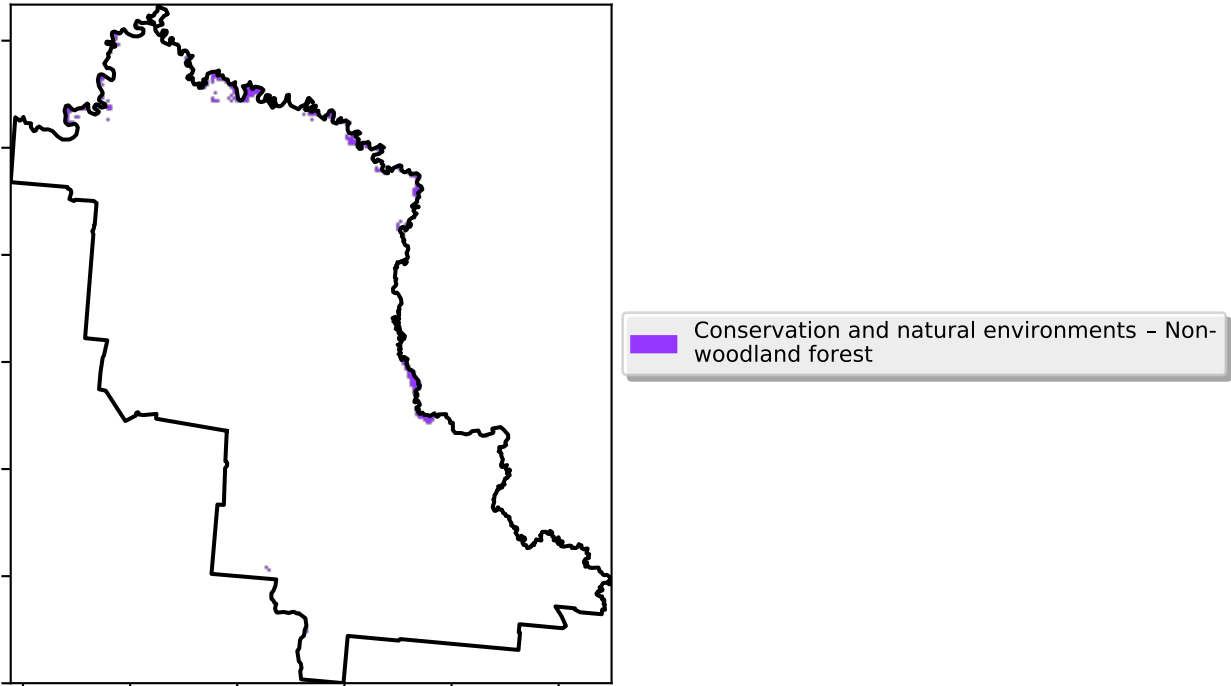 Conservation and natural environments – Non-
woodland forest